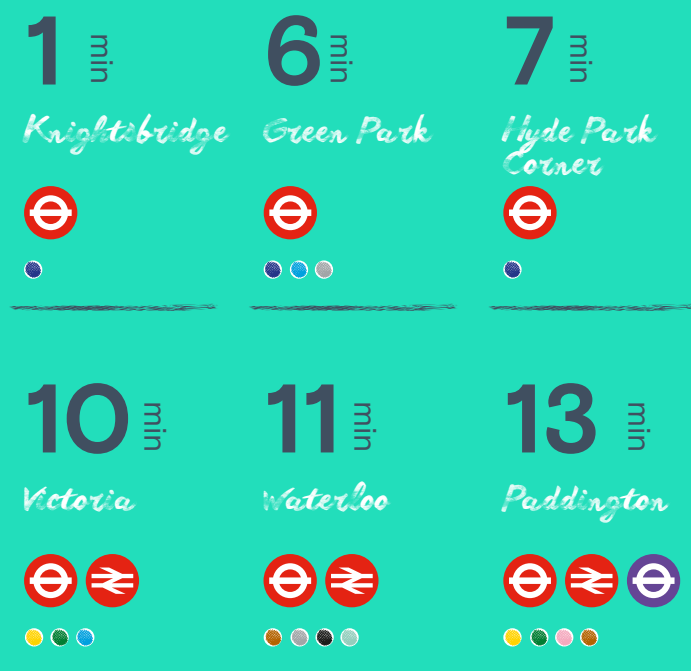 1 min
6 min
7 min
Knightsbridge
Green Park
Hyde Park
Corner
10 min
11 min
13 min
Victoria
Waterloo
Paddington